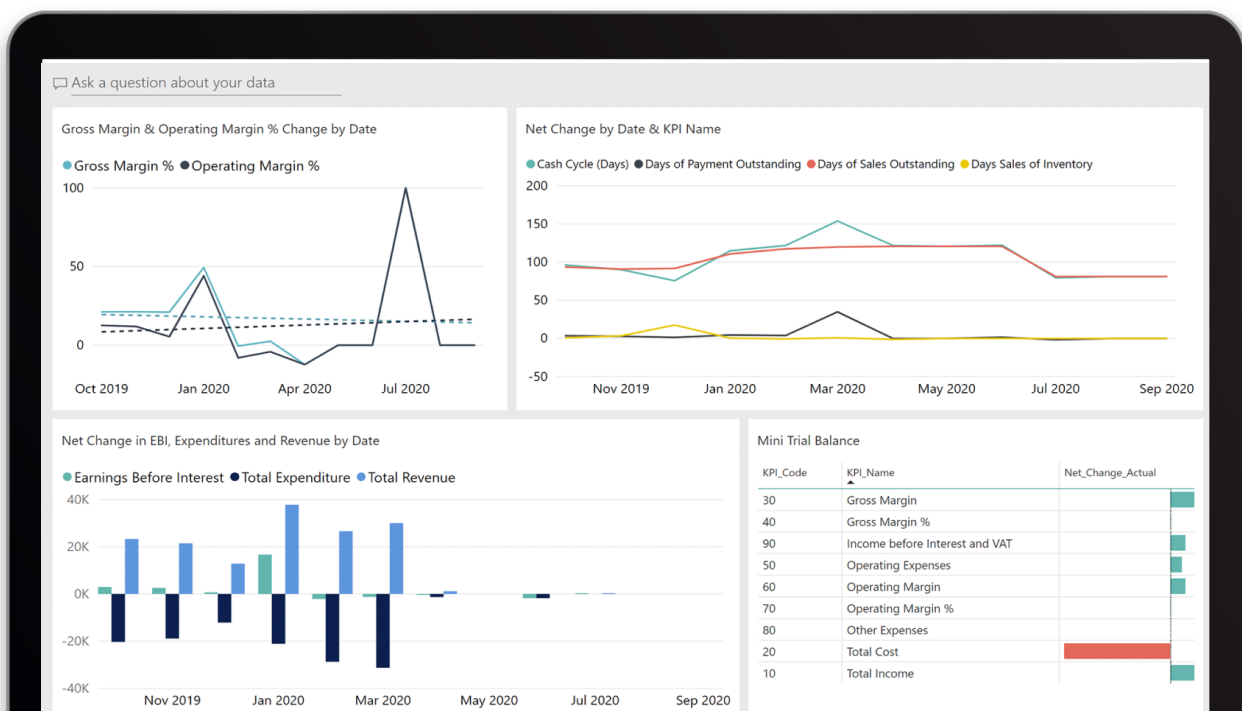 Ask a question about your data
Gross Margin & Operating Margin % Change by Date
Gross Margin % Operating Margin %
100
50
0
Oct 2019 Jan 2020 Apr 2020 Jul 2020
Net Change by Date & KPI Name
Cash Cycle (Days) Days of Payment Outstanding Days of Sales Outstanding Days Sales of Inventory
200
150
100
50
0
-50
Nov 2019 Jan 2020 Mar 2020 May 2020 Jul 2020 Sep 2020
Net Change in EBI, Expenditures and Revenue by Date
Earnings Before Interest Total Expenditure Total Revenue
40K
20K
0K
-20K
-40K
Nov 2019 Jan 2020 Mar 2020 May 2020 Jul 2020 Sep 2020
Mini Trial Balance
KPI_Code KPI_Name Net_Change_Actual
30 Gross Margin
40 Gross Margin %
90 Income before Interest and VAT
50 Operating Expenses
60 Operating Margin
70 Operating Margin %
80 Other Expenses
20 Total Cost
10 Total Income